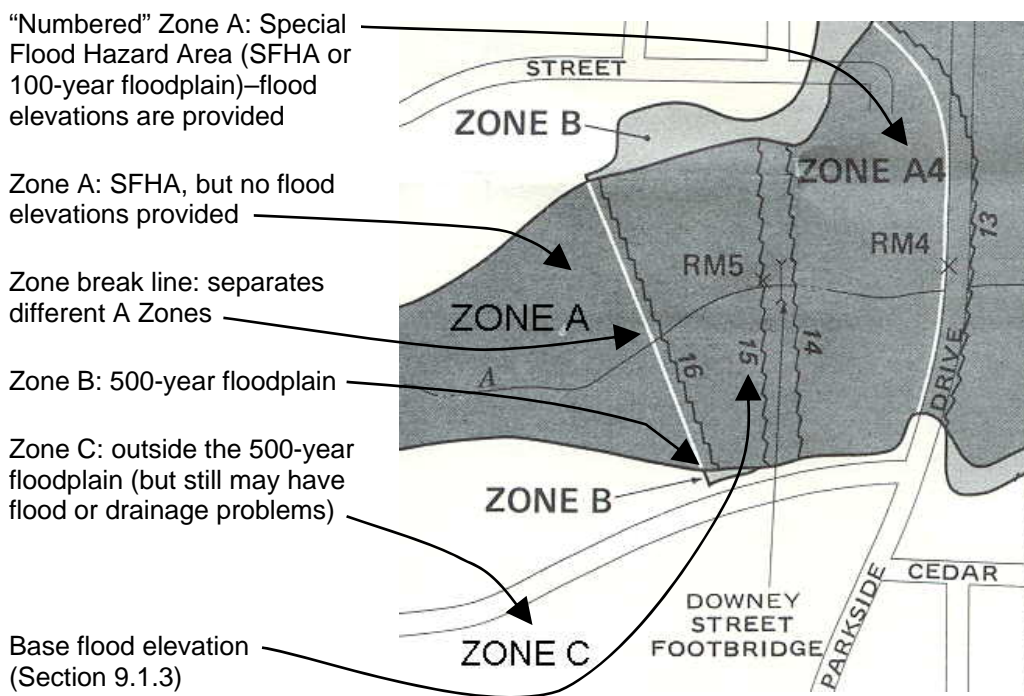 “Numbered” Zone A: Special
Flood Hazard Area (SFHA or
100-year floodplain)–flood
elevations are provided
Zone A: SFHA, but no flood
elevations provided
Zone break line: separates
different A Zones
Zone B: 500-year floodplain
Zone C: outside the 500-year
floodplain (but still may have
flood or drainage problems)
Base flood elevation
(Section 9.1.3)
STREET
ZONE B
ZONE A4
RM5
RM4
13
ZONE A
A
16
15
14
DRIVE
ZONE B
ZONE C
DOWNEY
STREET
FOOTBRIDGE
PARKSIDE
CEDAR